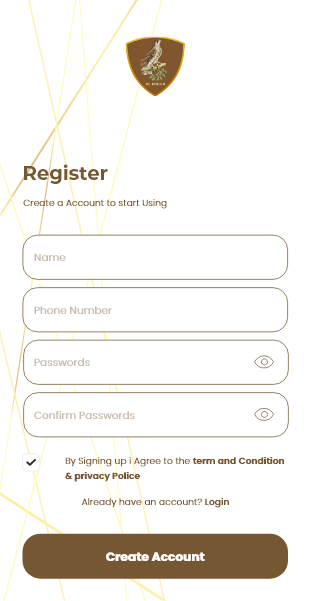 Register
Create a Account to start Using
Name
Phone Number
Passwords
Confirm Passwords
By Signing up i Agree to the term and Condition
& privacy Police
Already have an account? Login
Create Account